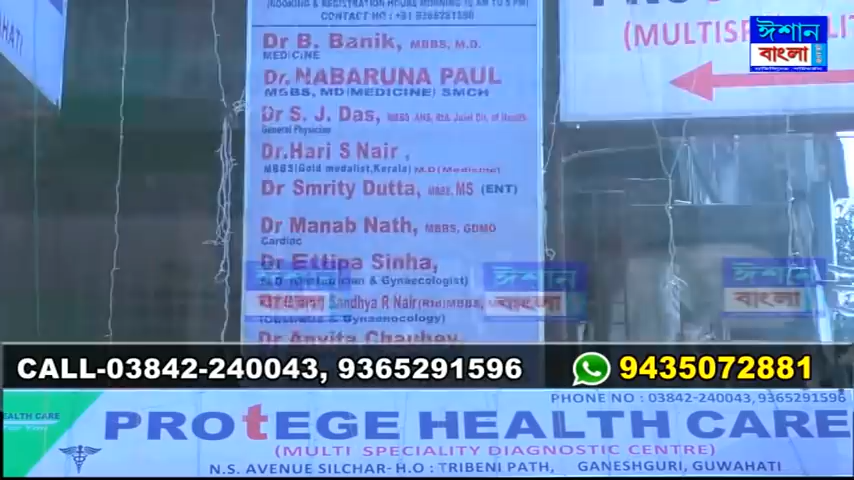 (BOOKING & REGISTRATION HOURS MORNING 10 AM TO 5 PM)
CONTACT NO : +91 9365291596
Dr B. Banik, MBBS, M.D.
MEDICINE
Dr. NABARUNA PAUL
MBBS, MD(MEDICINE) SMCH
Dr S. J. Das,
General Physician
Dr.Hari S Nair,
MBBS(Gold medalist,Kerala) M.D(Medicine)
Dr Smrity Dutta, MBBS, MS (ENT)
Dr Manab Nath, MBBS, GDMO
Cardiac
Dr Ettipa Sinha,
& Gynaecologist)
Sandhya R Nair
& Gynaenocology)
(MULTISP
ঈশান
বাংলা
ঈশান
বাংলা
ঈশান
বাংলা
CALL-03842-240043, 9365291596
9435072881
PHONE NO : 03842-240043,9365291596
HEALTH CARE
PROtEGE HEALTH CARE
(MULTI SPECIALITY DIAGNOSTIC CENTRE)
N.S. AVENUE SILCHAR-H.O : TRIBENI PATH, GANESHGURI, GUWAHATI